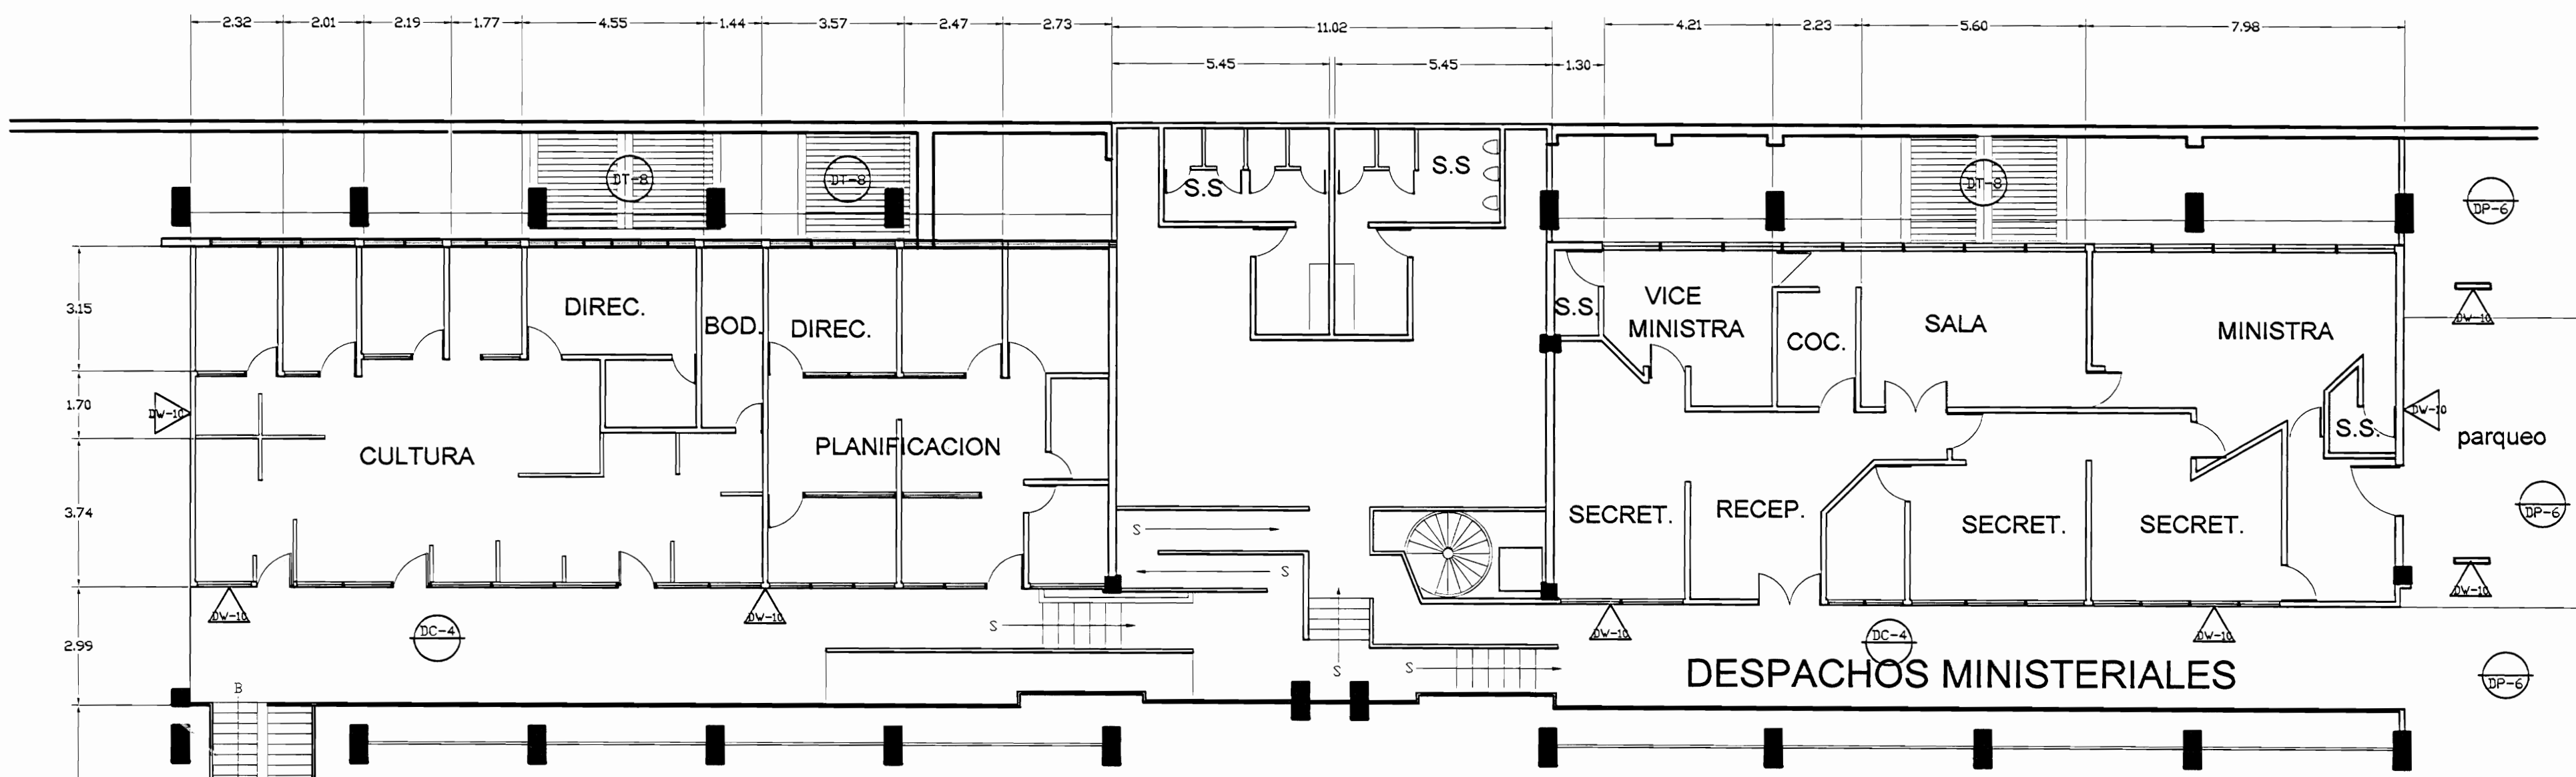 2.32 2.01 2.19 1.77 4.55 1.44 3.57 2.47 2.73 11.02 4.21 2.23 5.60 7.98
5.45 5.45 1.30
DT-8 DT-8 S.S S.S DT-8 DP-6
3.15 DIREC. BOD. DIREC. S.S. VICE
MINISTRA COC. SALA MINISTRA DW-10
1.70 DW-10 CULTURA PLANIFICACION S.S. DW-10 parqueo
3.74 S SECRET. RECEP. SECRET. SECRET. DP-6
S DW-10
DW-10 DW-10 DW-10 DW-10
2.99 DC-4 S DC-4
S S DESPACHOS MINISTERIALES DP-6
B